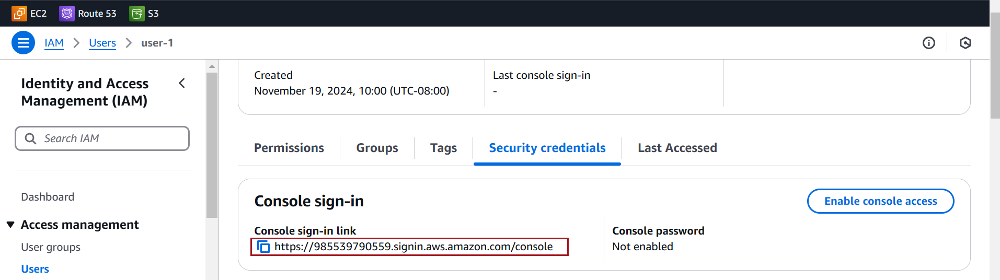 EC2 Route 53 S3
IAM > Users > user-1
Identity and Access
Management (IAM)
Search IAM
Dashboard
Access management
User groups
Users
Created
November 19, 2024, 10:00 (UTC-08:00)
Last console sign-in
-
Permissions Groups Tags Security credentials Last Accessed
Console sign-in
Enable console access
Console sign-in link
https://985539790559.signin.aws.amazon.com/console
Console password
Not enabled